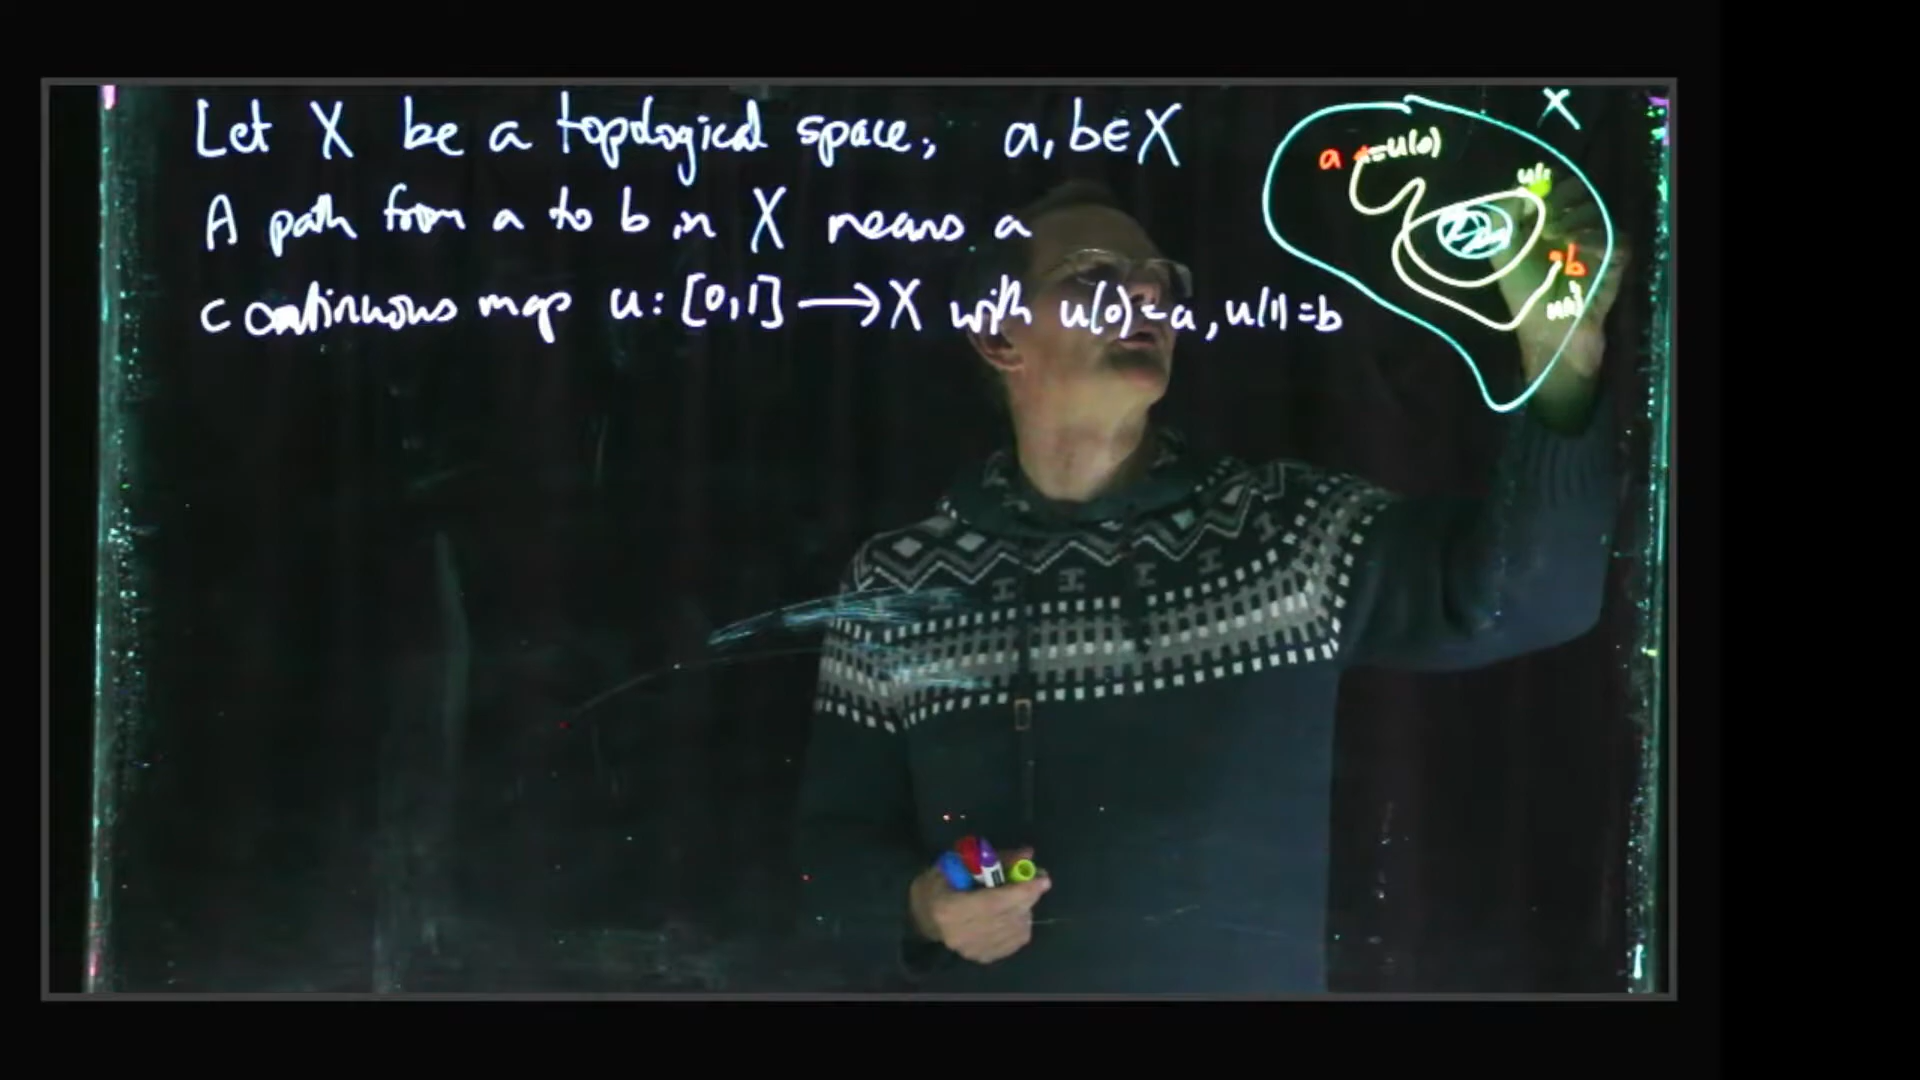 Let X be a topological space, a, b ∈ X
A path from a to b in X means a
continuous map u: [0,1] ⟶ X with u(0)=a, u(1)=b
X
a =u(0)
b